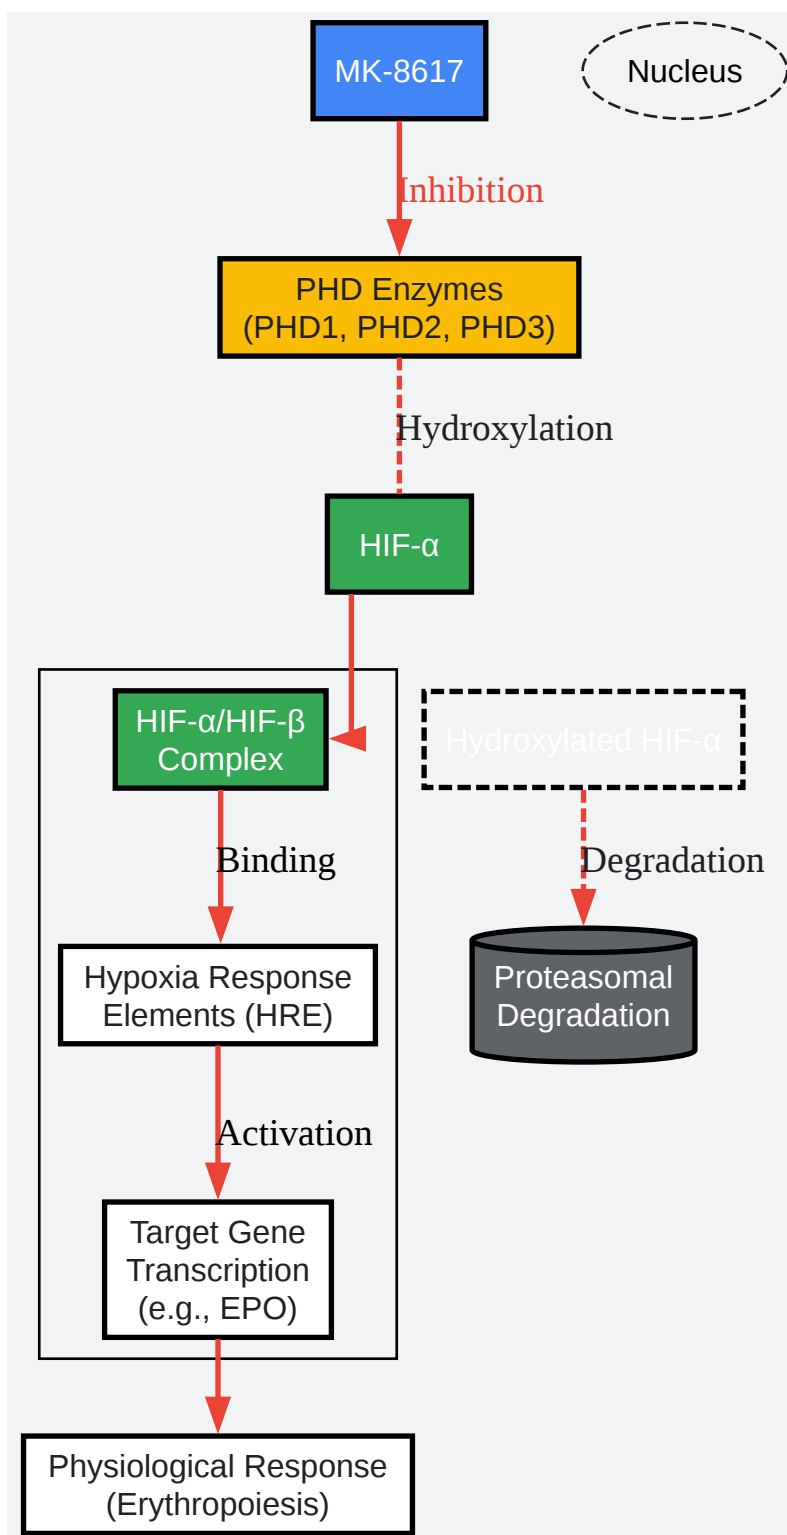 MK-8617
Nucleus
Inhibition
PHD Enzymes
(PHD1, PHD2, PHD3)
Hydroxylation
HIF-α
HIF-α/HIF-β
Complex
Hydroxylated HIF-α
Binding
Degradation
Hypoxia Response
Elements (HRE)
Proteasomal
Degradation
Activation
Target Gene
Transcription
(e.g., EPO)
Physiological Response
(Erythropoiesis)